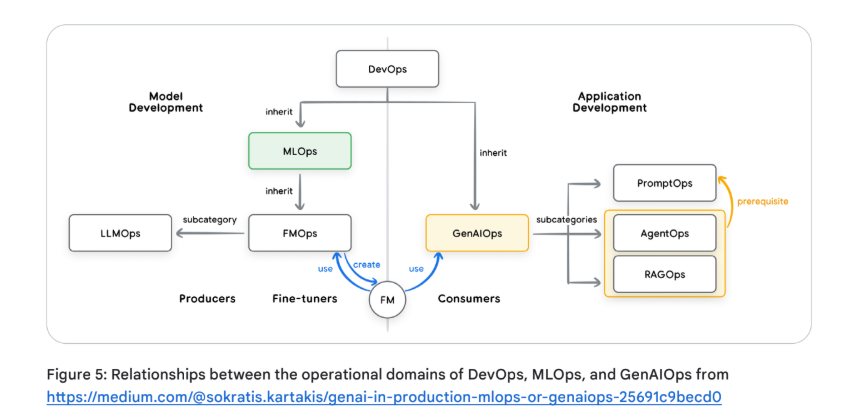 DevOps
Model
Development
Application
Development
inherit
MLOps
inherit
inherit
PromptOps
prerequisite
LLMOps
subcategory
FMOps
GenAIOps
subcategories
AgentOps
use
create
use
RAGOps
Producers
Fine-tuners
FM
Consumers
Figure 5: Relationships between the operational domains of DevOps, MLOps, and GenAIOps from
https://medium.com/@sokratis.kartakis/genai-in-production-mlops-or-genaiops-25691c9becd0